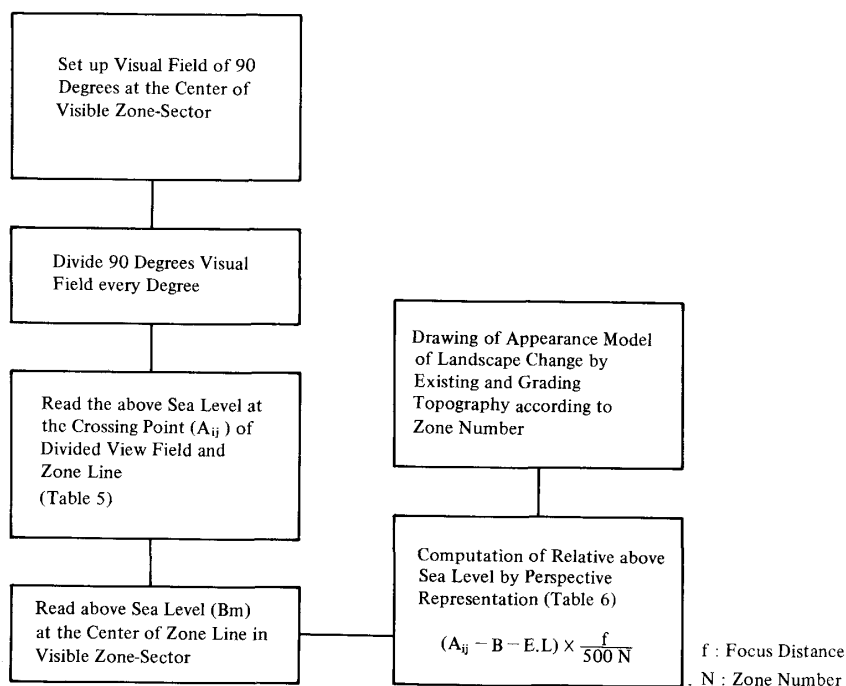 Set up Visual Field of 90
Degrees at the Center of
Visible Zone-Sector
Divide 90 Degrees Visual
Field every Degree
Read the above Sea Level at
the Crossing Point (A_ij) of
Divided View Field and
Zone Line
(Table 5)
Read above Sea Level (Bm)
at the Center of Zone Line in
Visible Zone-Sector
Drawing of Appearance Model
of Landscape Change by
Existing and Grading
Topography according to
Zone Number
Computation of Relative above
Sea Level by Perspective
Representation (Table 6)
(A_ij − B − E.L) × f / 500 N
f : Focus Distance
N : Zone Number